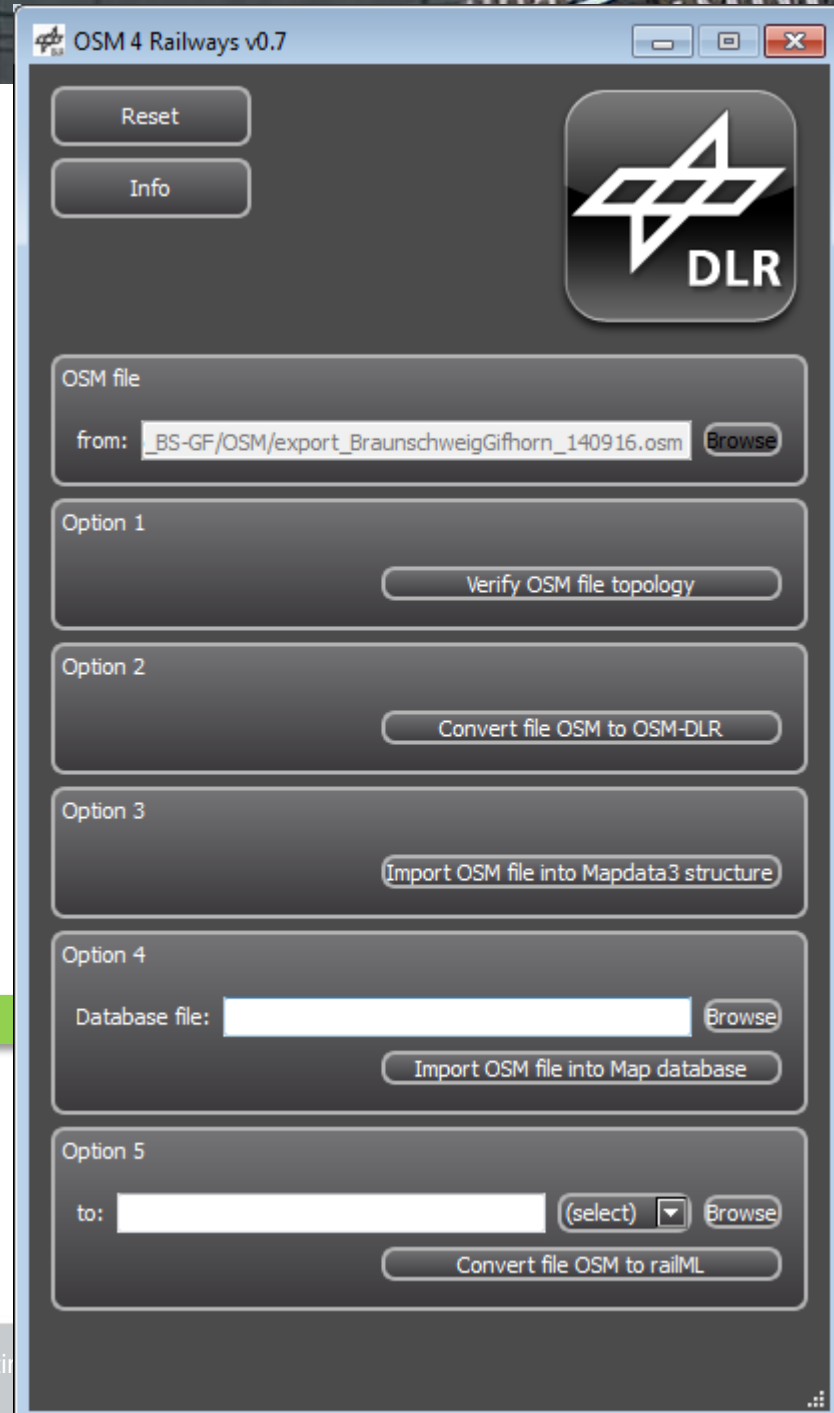 OSM 4 Railways v0.7
Reset
Info
DLR
OSM file
from: _BS-GF/OSM/export_BraunschweigGifhorn_140916.osm Browse
Option 1
Verify OSM file topology
Option 2
Convert file OSM to OSM-DLR
Option 3
Import OSM file into Mapdata3 structure
Option 4
Database file: Browse
Import OSM file into Map database
Option 5
to: (select) Browse
Convert file OSM to railML